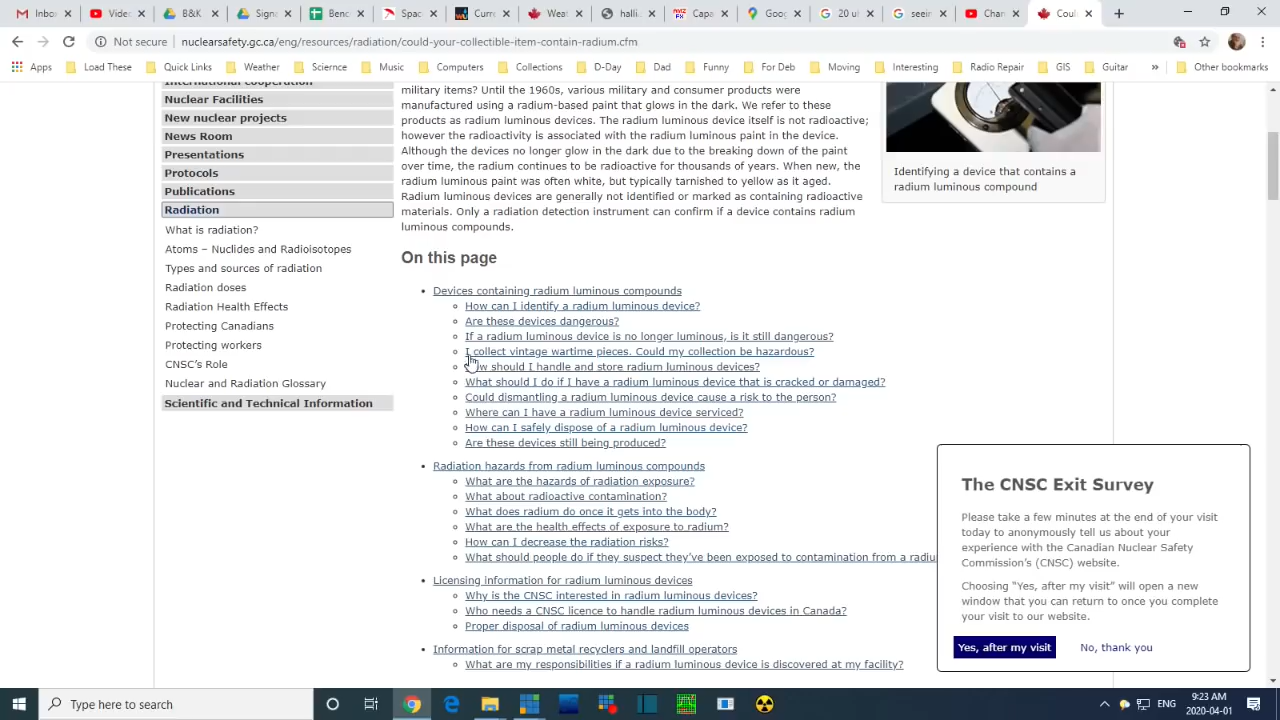 Inbox
youtu
Drive
B&B
Ben
Scan
Curre
Coul
halli
seane
Cape
Goo
20 u
seein
Hom
Coul
Not secure
nuclearsafety.gc.ca/eng/resources/radiation/could-your-collectible-item-contain-radium.cfm
Apps
Load These
Quick Links
Weather
Sciernce
Music
Computers
Collections
D-Day
Dad
Funny
For Deb
Moving
Interesting
Radio Repair
GIS
Guitar
»
Other bookmarks
International cooperation
Nuclear Facilities
New nuclear projects
News Room
Presentations
Protocols
Publications
Radiation
What is radiation?
Atoms – Nuclides and Radioisotopes
Types and sources of radiation
Radiation doses
Radiation Health Effects
Protecting Canadians
Protecting workers
CNSC’s Role
Nuclear and Radiation Glossary
Scientific and Technical Information
military items? Until the 1960s, various military and consumer products were
manufactured using a radium-based paint that glows in the dark. We refer to these
products as radium luminous devices. The radium luminous device itself is not radioactive;
however the radioactivity is associated with the radium luminous paint in the device.
Although the devices no longer glow in the dark due to the breaking down of the paint
over time, the radium continues to be radioactive for thousands of years. When new, the
radium luminous paint was often white, but typically tarnished to yellow as it aged.
Radium luminous devices are generally not identified or marked as containing radioactive
materials. Only a radiation detection instrument can confirm if a device contains radium
luminous compounds.
Identifying a device that contains a
radium luminous compound
On this page
Devices containing radium luminous compounds
How can I identify a radium luminous device?
Are these devices dangerous?
If a radium luminous device is no longer luminous, is it still dangerous?
I collect vintage wartime pieces. Could my collection be hazardous?
How should I handle and store radium luminous devices?
What should I do if I have a radium luminous device that is cracked or damaged?
Could dismantling a radium luminous device cause a risk to the person?
Where can I have a radium luminous device serviced?
How can I safely dispose of a radium luminous device?
Are these devices still being produced?
Radiation hazards from radium luminous compounds
What are the hazards of radiation exposure?
What about radioactive contamination?
What does radium do once it gets into the body?
What are the health effects of exposure to radium?
How can I decrease the radiation risks?
What should people do if they suspect they’ve been exposed to contamination from a radiu
Licensing information for radium luminous devices
Why is the CNSC interested in radium luminous devices?
Who needs a CNSC licence to handle radium luminous devices in Canada?
Proper disposal of radium luminous devices
Information for scrap metal recyclers and landfill operators
What are my responsibilities if a radium luminous device is discovered at my facility?
The CNSC Exit Survey
Please take a few minutes at the end of your visit
today to anonymously tell us about your
experience with the Canadian Nuclear Safety
Commission’s (CNSC) website.
Choosing “Yes, after my visit” will open a new
window that you can return to once you complete
your visit to our website.
Yes, after my visit
No, thank you
Type here to search
ENG
9:23 AM
2020-04-01